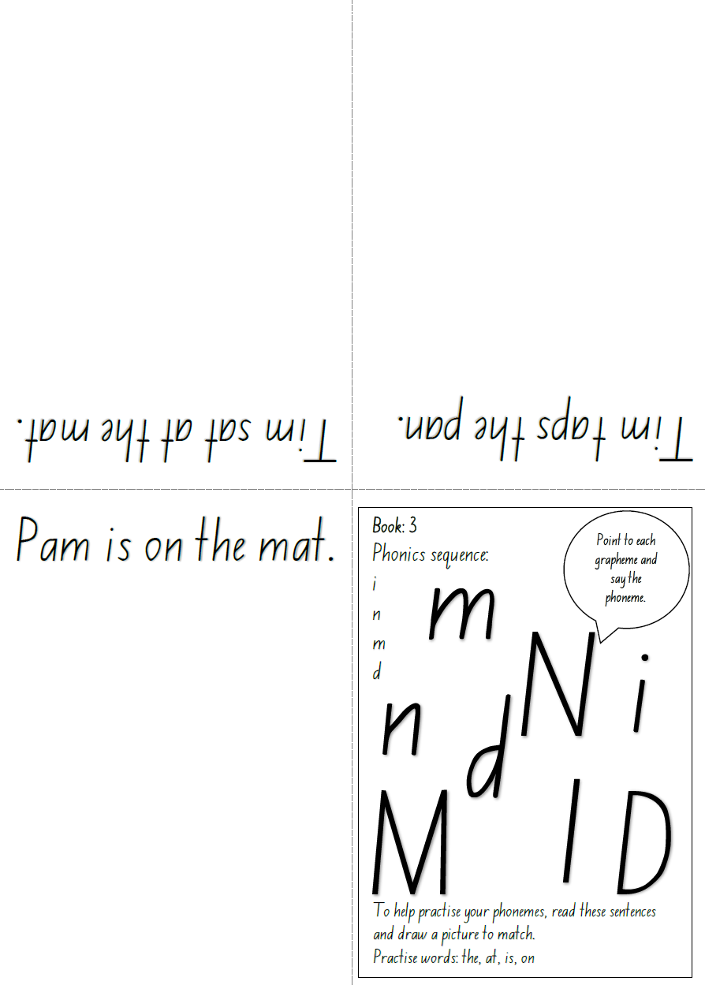 Tim sat at the mat.
Tim taps the pan.
Pam is on the mat.
Book: 3
Phonics sequence:
i
n
m
d
Point to each
grapheme and
say the
phoneme.
m
N
i
n
d
M
I
D
To help practise your phonemes, read these sentences
and draw a picture to match.
Practise words: the, at, is, on